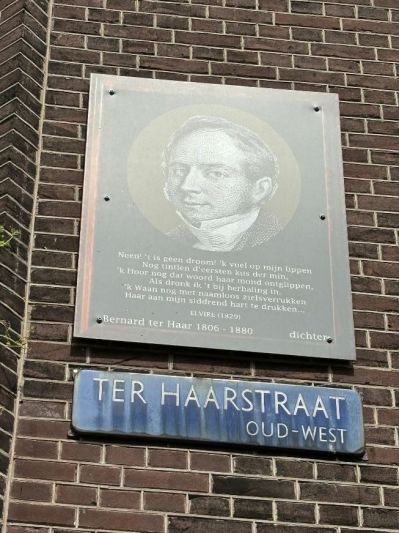 Neen! 't is geen droom! 'k voel op mijn lippen
Nog tintlen d'eersten kus der min,
'k Hoor nog dat woord haar mond ontglippen,
Als dronk ik 't bij herhaling in.
'k Waan nog met naamloos zielsverrukken
Haar aan mijn siddrend hart te drukken...
ELVIRE (1829)
Bernard ter Haar 1806 - 1880 dichter
TER HAARSTRAAT
OUD-WEST